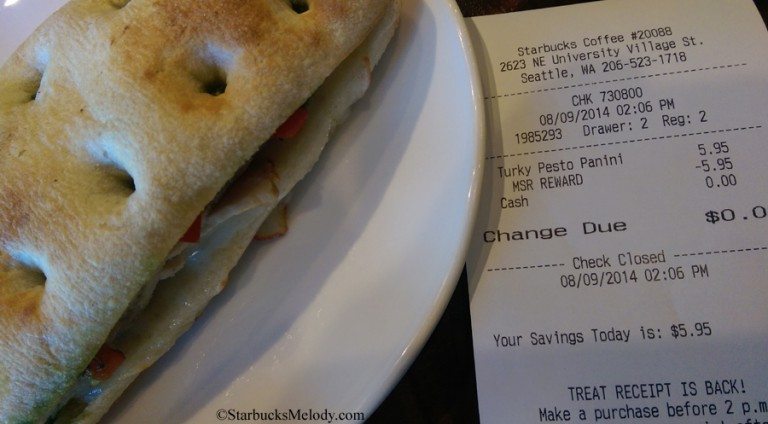 Starbucks Coffee #20088
2623 NE University Village St.
Seattle, WA 206-523-1718
CHK 730800
08/09/2014 02:06 PM
1985293 Drawer: 2 Reg: 2
Turky Pesto Panini 5.95
MSR REWARD -5.95
Cash 0.00
Change Due $0.0
Check Closed
08/09/2014 02:06 PM
Your Savings Today is: $5.95
TREAT RECEIPT IS BACK!
Make a purchase before 2 p.m
©StarbucksMelody.com